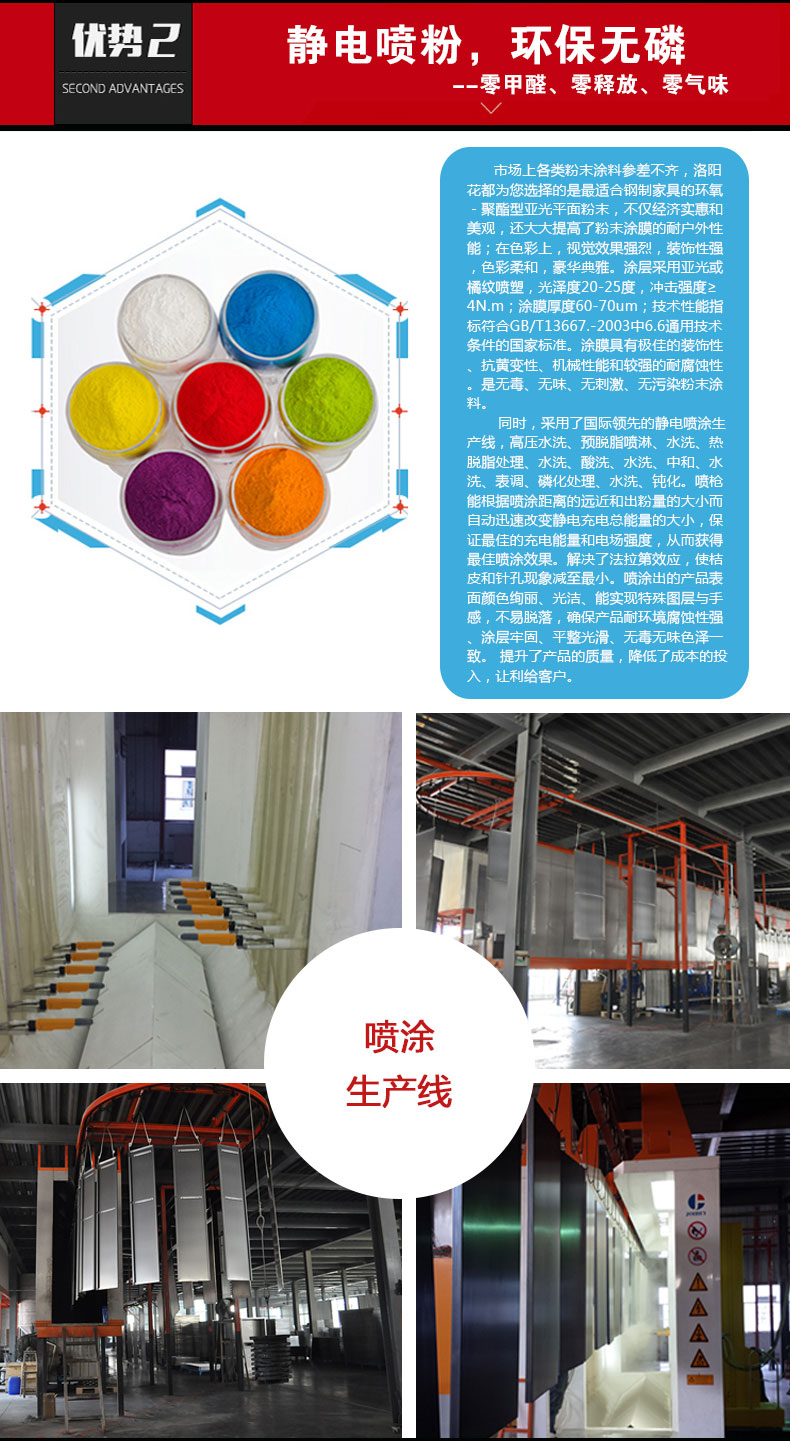 优势2
SECOND ADVANTAGES
静电喷粉，环保无磷
--零甲醛、零释放、零气味
市场上各类粉末涂料参差不齐，洛阳
花都为您选择的是最适合钢制家具的环氧
-聚酯型亚光平面粉末，不仅经济实惠和
美观，还大大提高了粉末涂膜的耐户外性
能；在色彩上，视觉效果强烈，装饰性强
，色彩柔和，豪华典雅。涂层采用亚光或
橘纹喷塑，光泽度20-25度，冲击强度≥
4N.m；涂膜厚度60-70um；技术性能指
标符合GB/T13667.-2003中6.6通用技术
条件的国家标准。涂膜具有极佳的装饰性
、抗黄变性、机械性能和较强的耐腐蚀性
。是无毒、无味、无刺激、无污染粉末涂
料。
同时，采用了国际领先的静电喷涂生
产线，高压水洗、预脱脂喷淋、水洗、热
脱脂处理、水洗、酸洗、水洗、中和、水
洗、表调、磷化处理、水洗、钝化。喷枪
能根据喷涂距离的远近和出粉量的大小而
自动迅速改变静电充电总能量的大小，保
证最佳的充电能量和电场强度，从而获得
最佳喷涂效果。解决了法拉第效应，使桔
皮和针孔现象减至最小。喷涂出的产品表
面颜色绚丽、光洁、能实现特殊图层与手
感，不易脱落，确保产品耐环境腐蚀性强
、涂层牢固、平整光滑、无毒无味色泽一
致。 提升了产品的质量，降低了成本的投
入，让利给客户。
喷涂
生产线